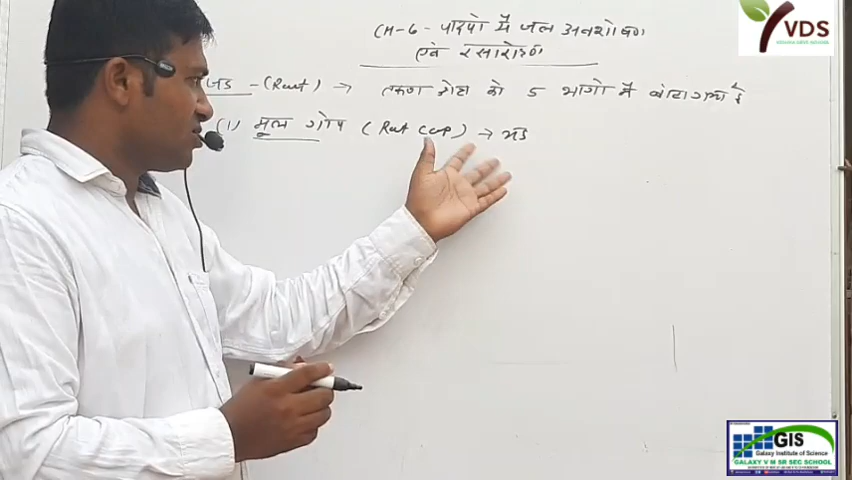 CH-6- पादपो में जल अवशोषण
एवं रसारोहण
जड - (Root) → को 5 भागो में बांटा गया है
(1) मूल गोप (Root cap) → जड
VDS
GIS
Galaxy Institute of Science
GALAXY V M SR SEC SCHOOL